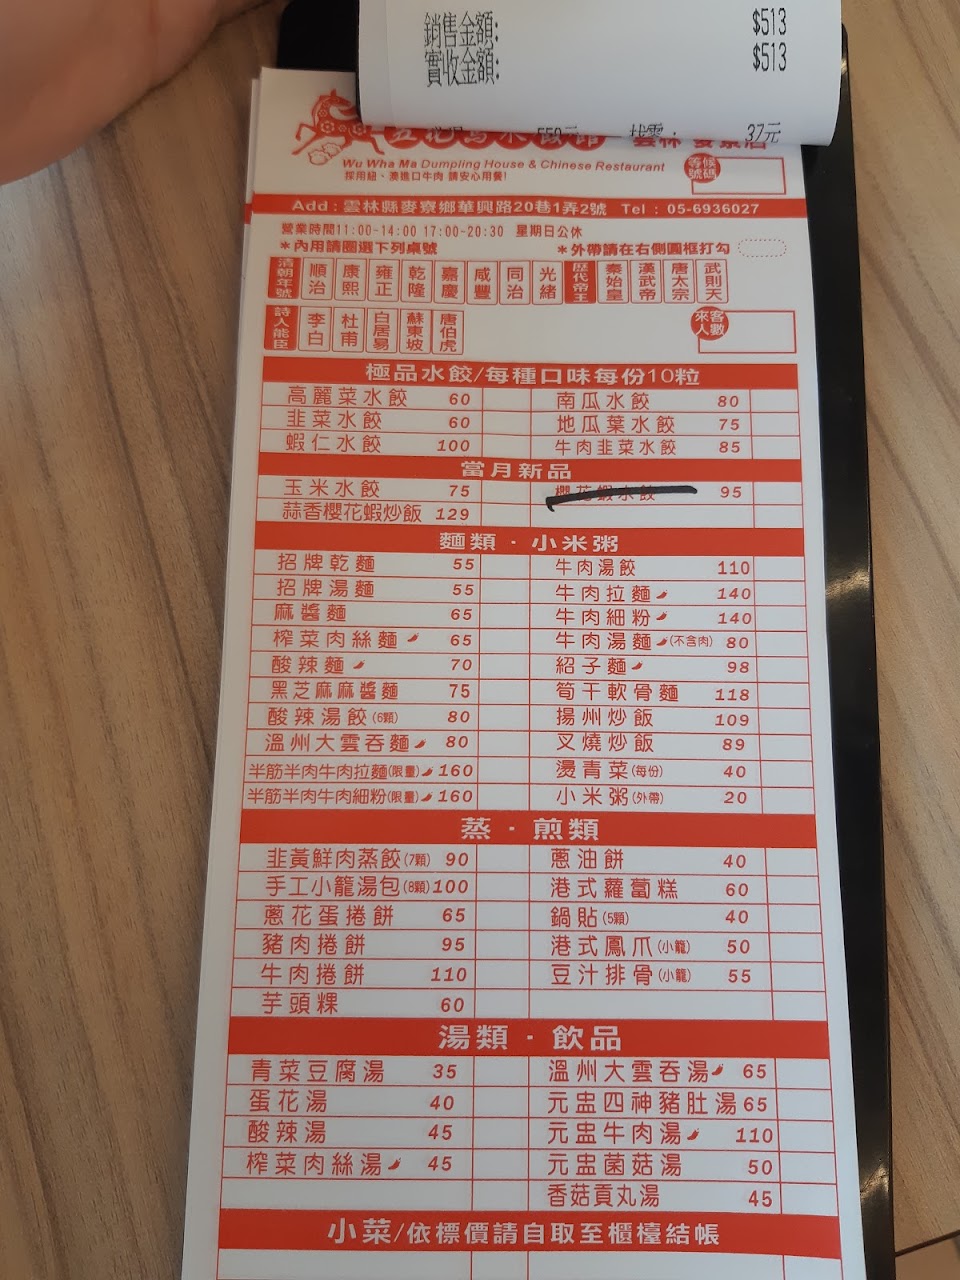 銷售金額: $513
實收金額: $513
550元 找零: 37元
五花馬水餃館 雲林 麥寮店
Wu Wha Ma Dumpling House & Chinese Restaurant
採用紐、澳進口牛肉 請安心用餐!
等候號碼
Add : 雲林縣麥寮鄉華興路20巷1弄2號 Tel : 05-6936027
營業時間11:00~14:00 17:00~20:30 星期日公休
*內用請圈選下列桌號 *外帶請在右側圓框打勾
清朝年號 順治 康熙 雍正 乾隆 嘉慶 咸豐 同治 光緒 歷代帝王 秦始皇 漢武帝 唐太宗 武則天
詩人能臣 李白 杜甫 白居易 蘇東坡 唐伯虎 來客人數
極品水餃/每種口味每份10粒
高麗菜水餃 60 南瓜水餃 80
韭菜水餃 60 地瓜葉水餃 75
蝦仁水餃 100 牛肉韭菜水餃 85
當月新品
玉米水餃 75 櫻花蝦水餃 95
蒜香櫻花蝦炒飯 129
麵類·小米粥
招牌乾麵 55 牛肉湯餃 110
招牌湯麵 55 牛肉拉麵 140
麻醬麵 65 牛肉細粉 140
榨菜肉絲麵 65 牛肉湯麵(不含肉) 80
酸辣麵 70 紹子麵 98
黑芝麻麻醬麵 75 筍干軟骨麵 118
酸辣湯餃(6顆) 80 揚州炒飯 109
溫州大雲吞麵 80 叉燒炒飯 89
半筋半肉牛肉拉麵(限量) 160 燙青菜(每份) 40
半筋半肉牛肉細粉(限量) 160 小米粥(外帶) 20
蒸·煎類
韭黃鮮肉蒸餃(7顆) 90 蔥油餅 40
手工小籠湯包(8顆) 100 港式蘿蔔糕 60
蔥花蛋捲餅 65 鍋貼(5顆) 40
豬肉捲餅 95 港式鳳爪(小籠) 50
牛肉捲餅 110 豆汁排骨(小籠) 55
芋頭粿 60
湯類·飲品
青菜豆腐湯 35 溫州大雲吞湯 65
蛋花湯 40 元盅四神豬肚湯 65
酸辣湯 45 元盅牛肉湯 110
榨菜肉絲湯 45 元盅菌菇湯 50
香菇貢丸湯 45
小菜/依標價請自取至櫃檯結帳